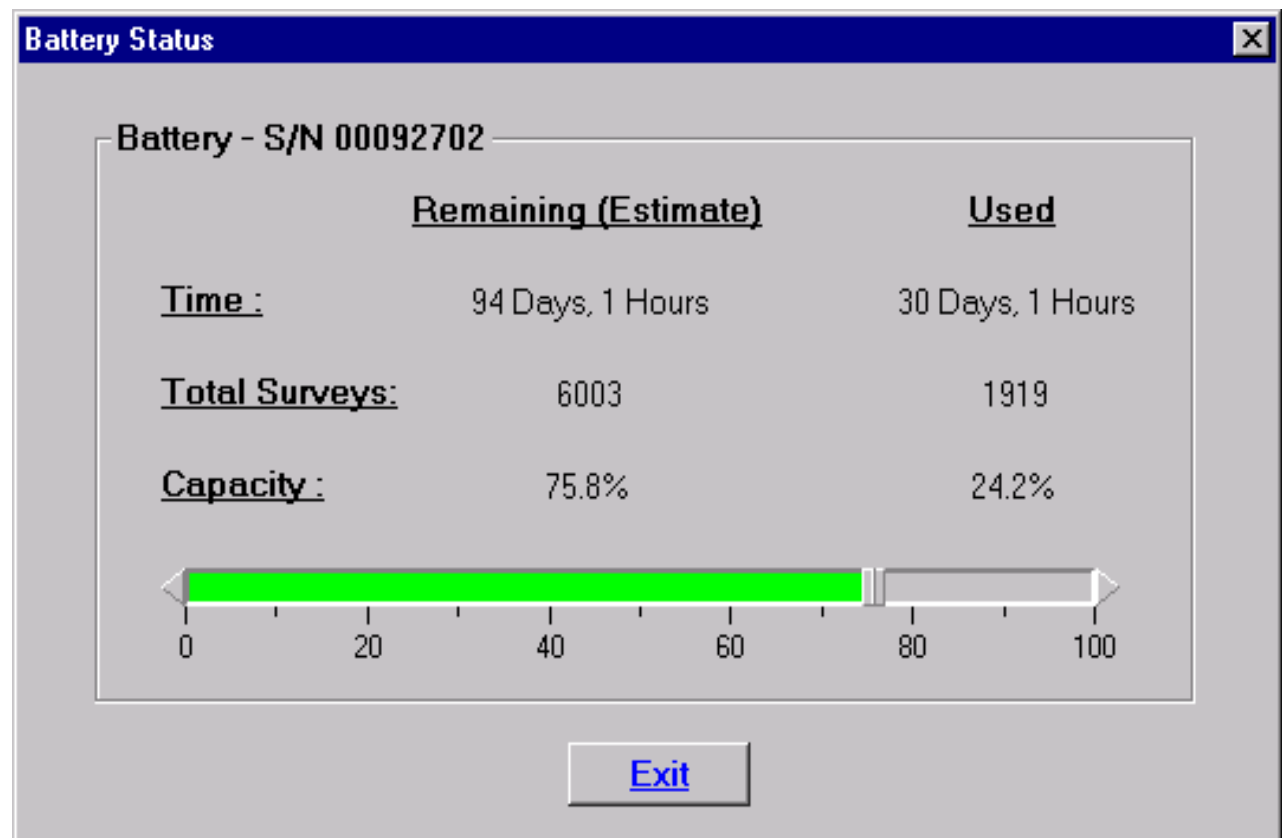 Battery Status
Battery - S/N 00092702
Remaining (Estimate) Used
Time : 94 Days, 1 Hours 30 Days, 1 Hours
Total Surveys: 6003 1919
Capacity : 75.8% 24.2%
0 20 40 60 80 100
Exit